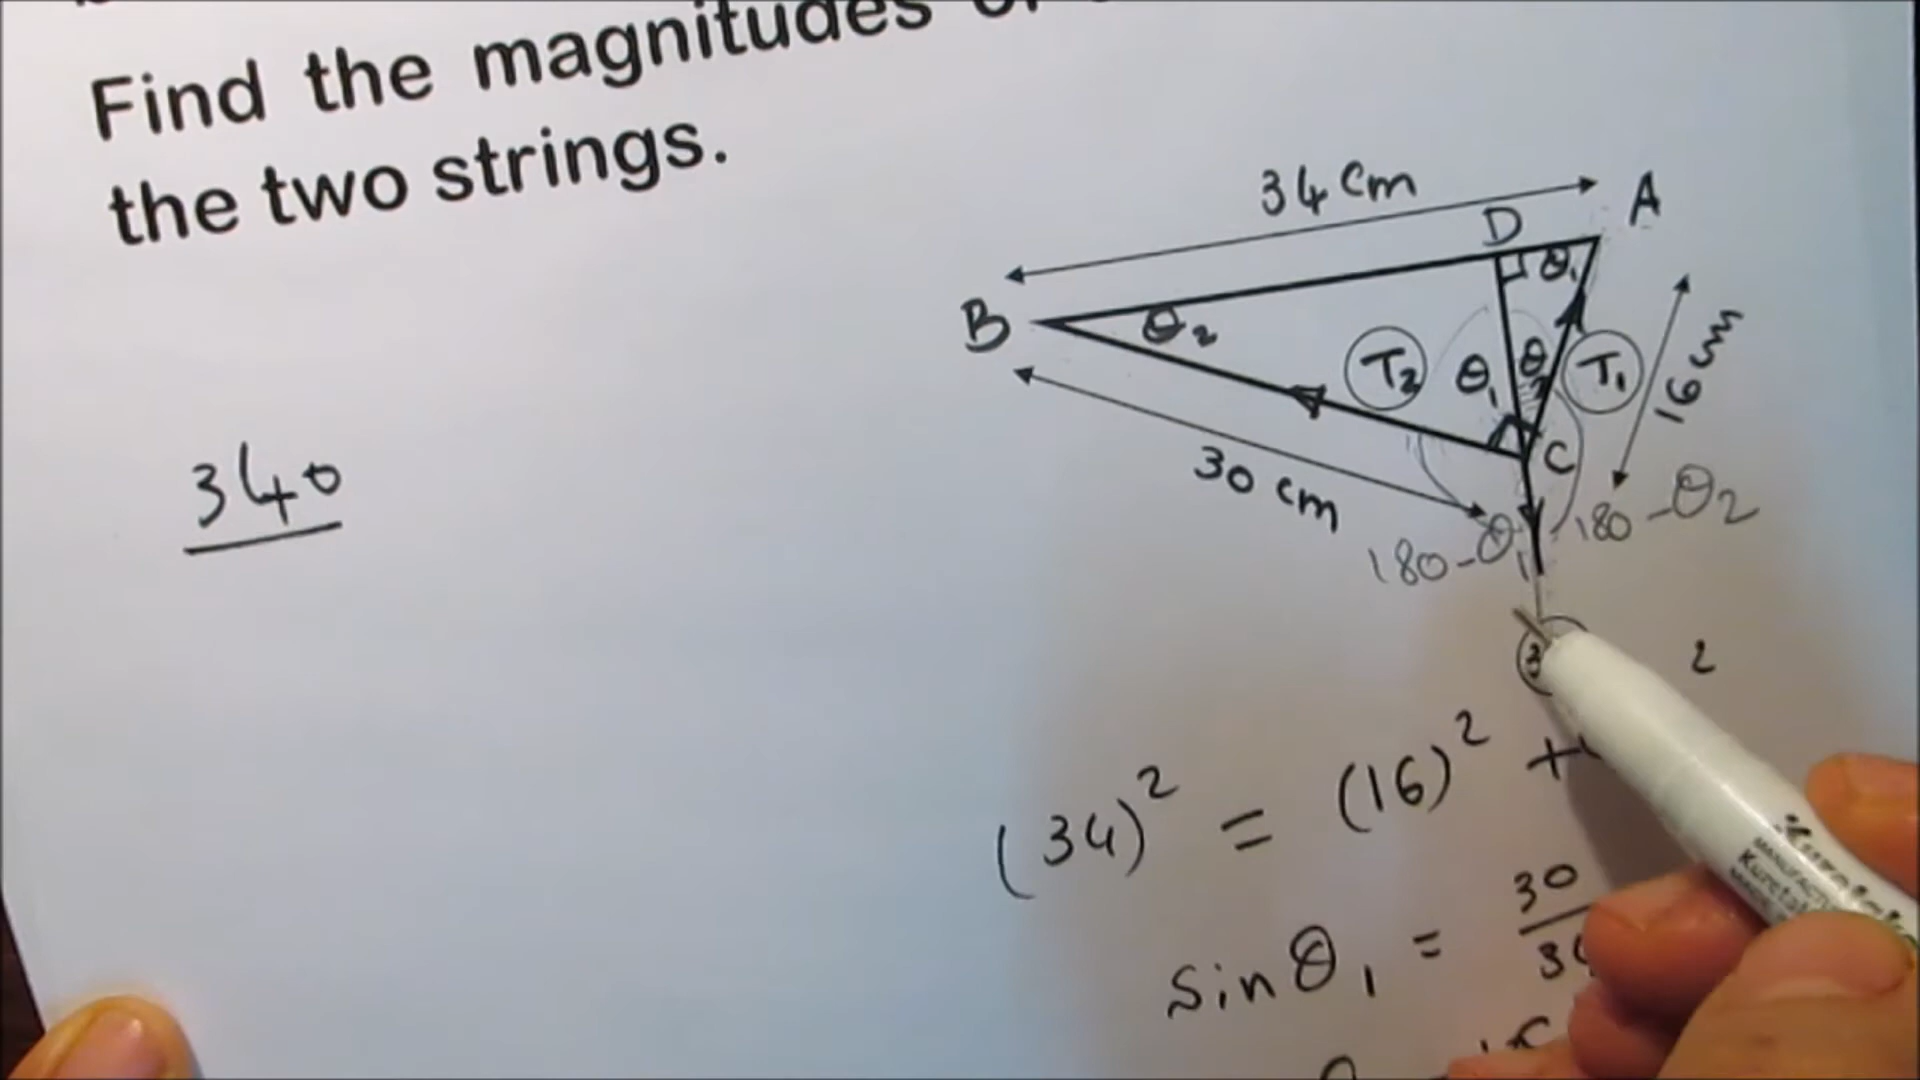 Find the magnitudes
the two strings.
34 cm
A
D
θ₁
B
θ₂
T₂
θ₁
θ₂
T₁
16 cm
C
30 cm
180-θ₁
180-θ₂
340
2
(34)² = (16)² +
sin θ₁ = 30